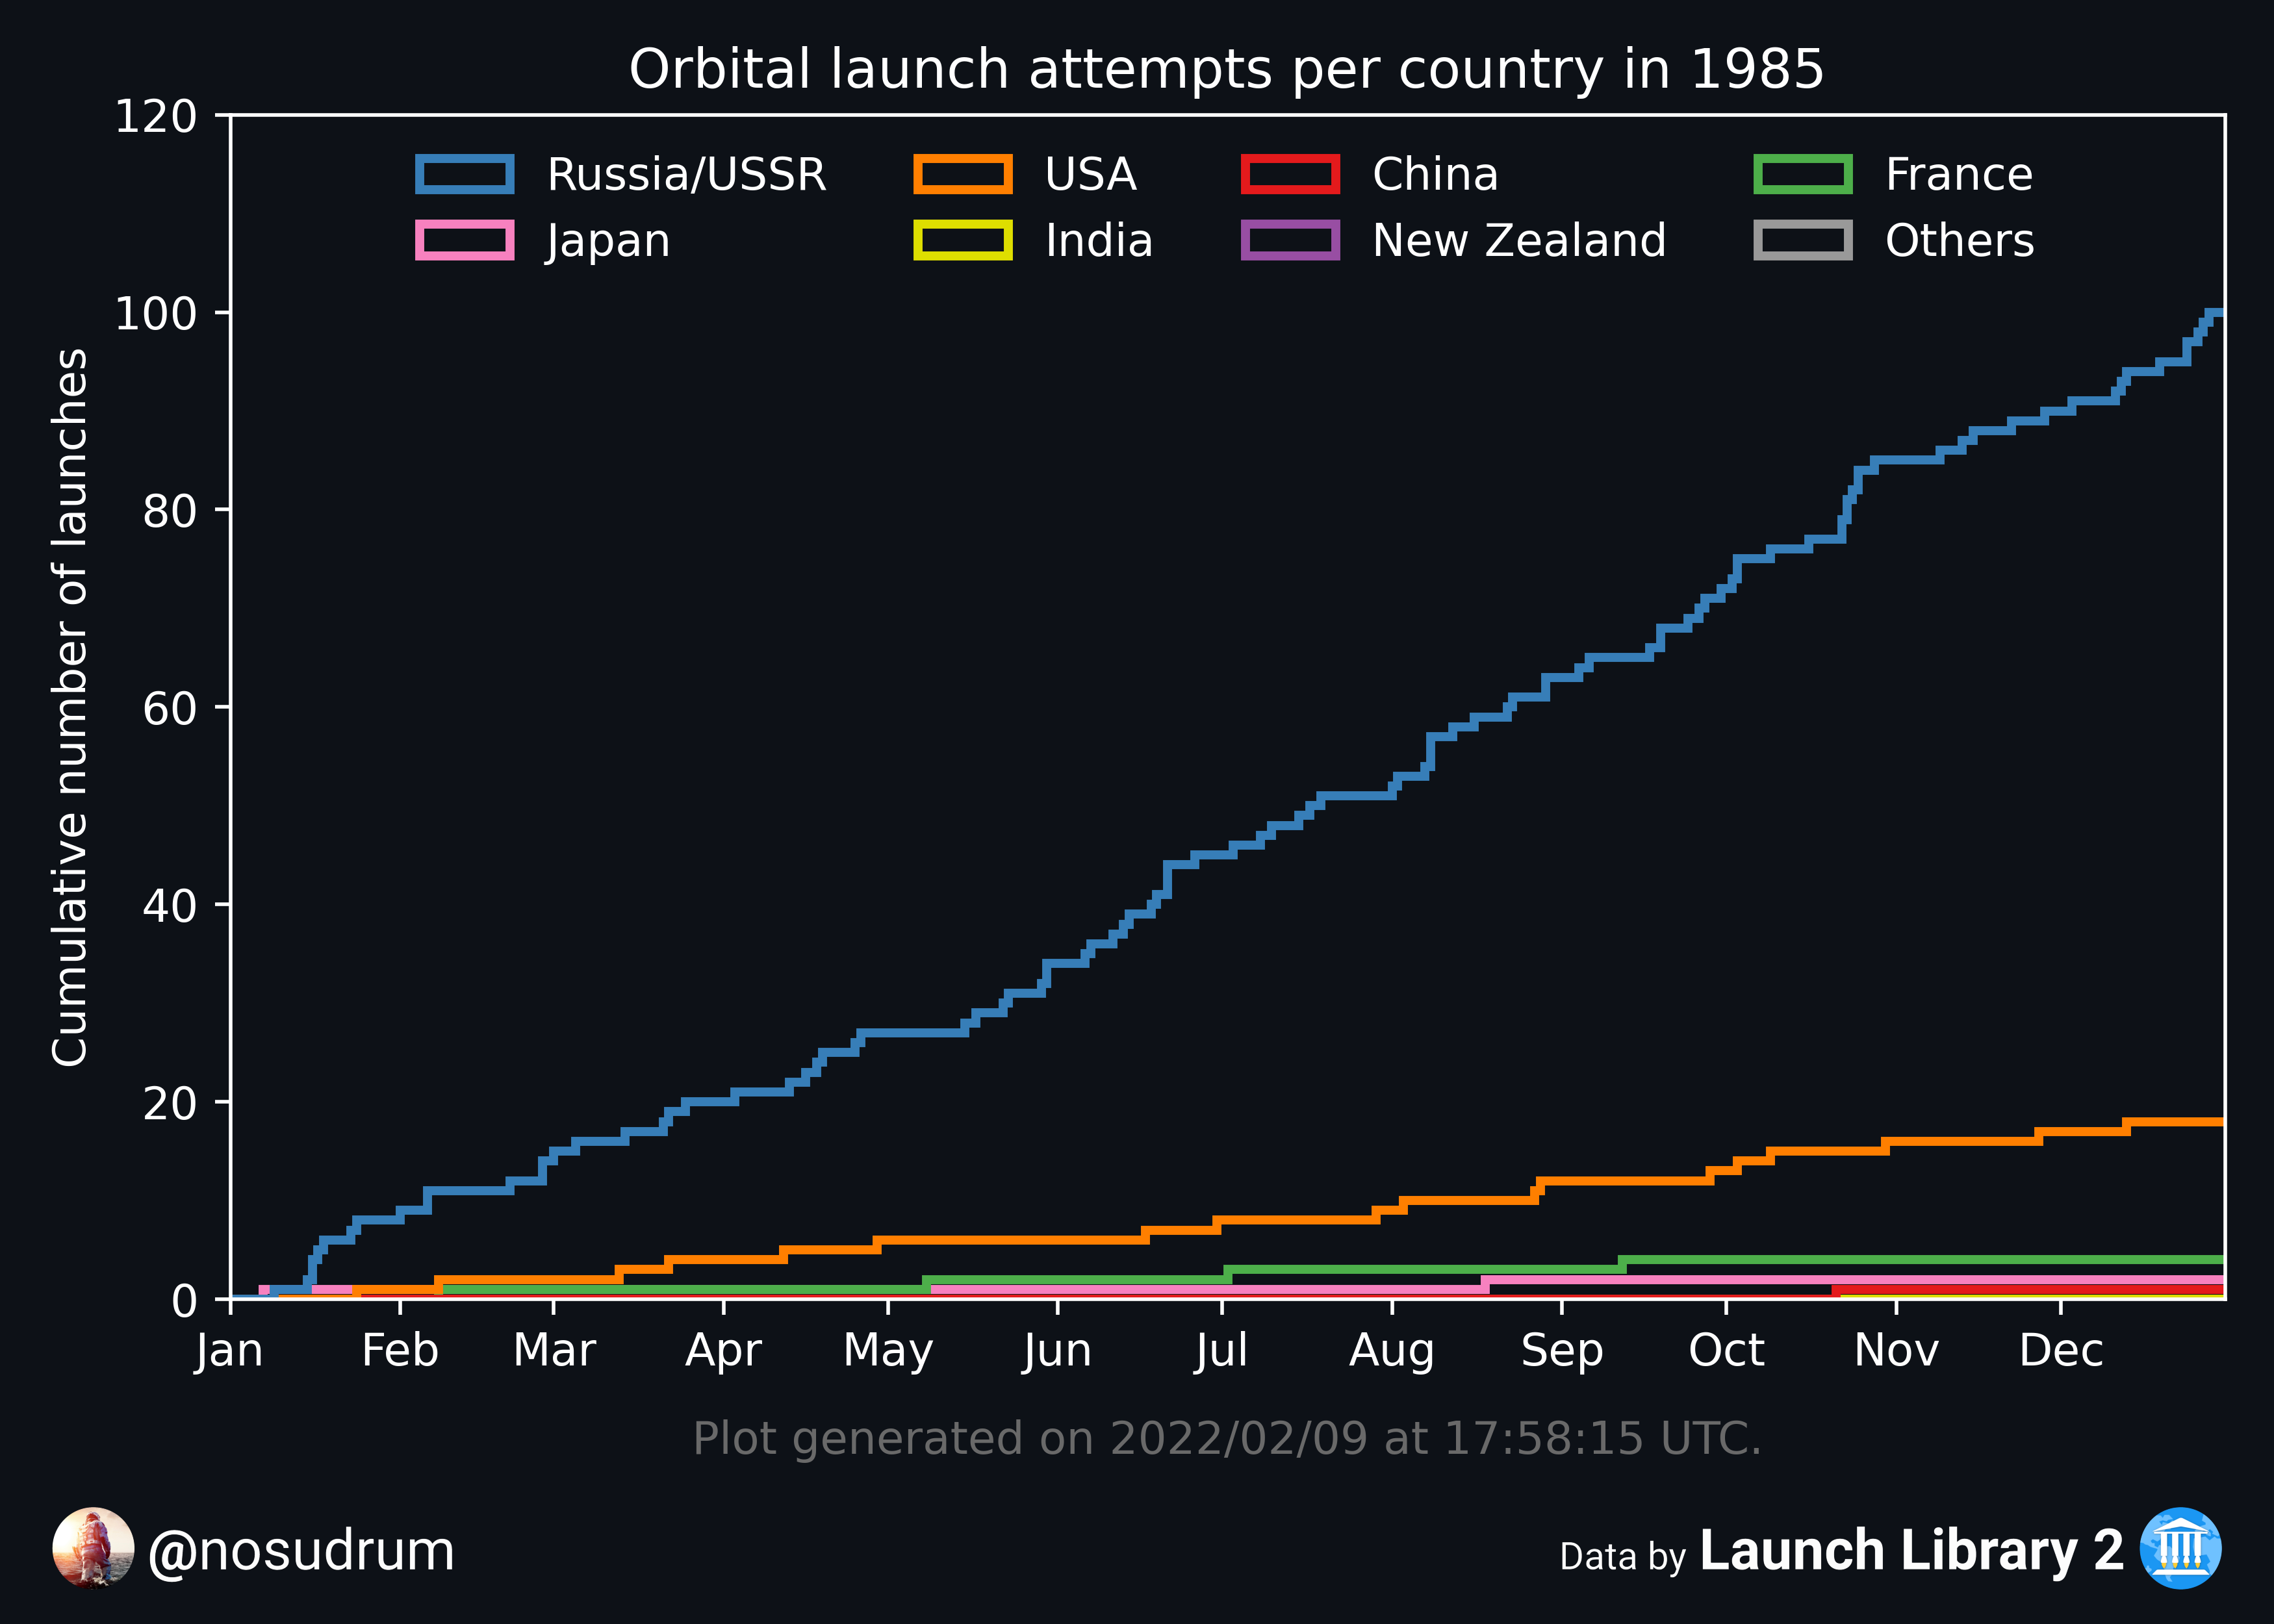 Orbital launch attempts per country in 1985
120
Russia/USSR USA China France
Japan India New Zealand Others
100
80
60
40
20
0
Cumulative number of launches
Jan Feb Mar Apr May Jun Jul Aug Sep Oct Nov Dec
Plot generated on 2022/02/09 at 17:58:15 UTC.
@nosudrum
Data by Launch Library 2